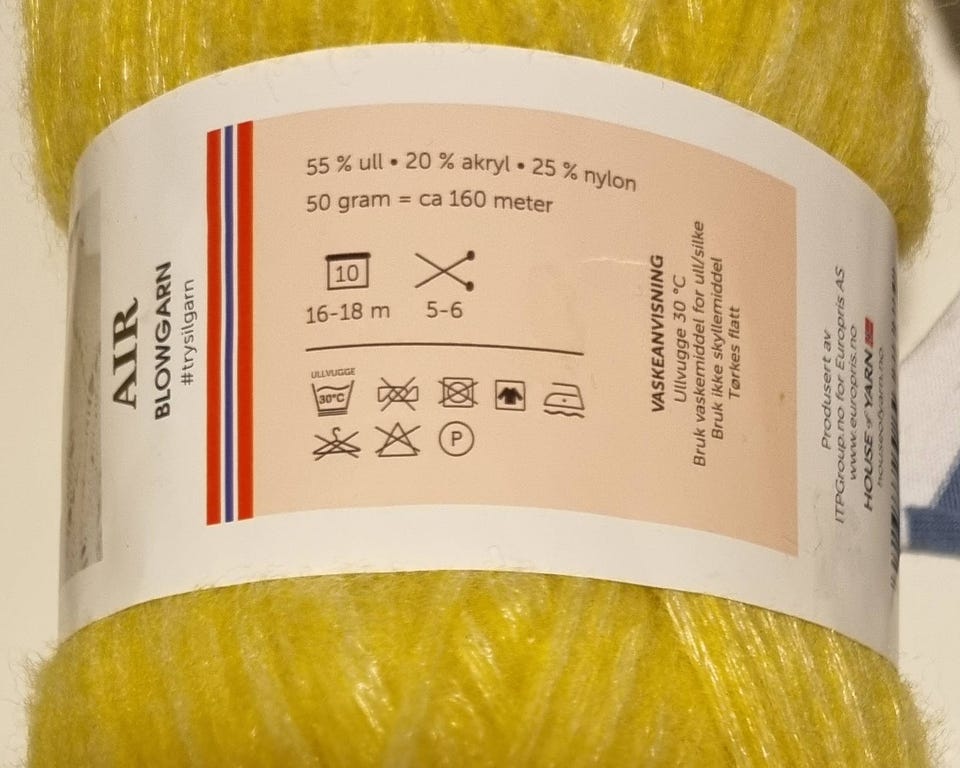 AIR
BLOWGARN
#trysilgarn
55 % ull • 20 % akryl • 25 % nylon
50 gram = ca 160 meter
10
16-18 m
5-6
ULLVUGGE
30°C
P
VASKEANVISNING
Ullvugge 30 °C
Bruk vaskemiddel for ull/silke
Bruk ikke skyllemiddel
Tørkes flatt
Produsert av
ITPGroup.no for Europris AS
www.europris.no
HOUSE of YARN
houseofyarn.no